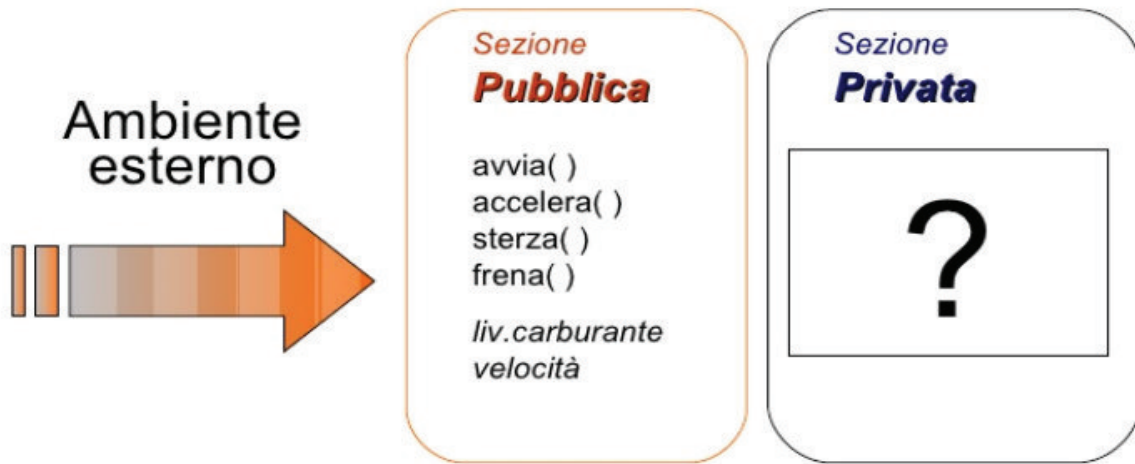 Ambiente
esterno
Sezione
Pubblica
avvia( )
accelera( )
sterza( )
frena( )
liv.carburante
velocità
Sezione
Privata
?